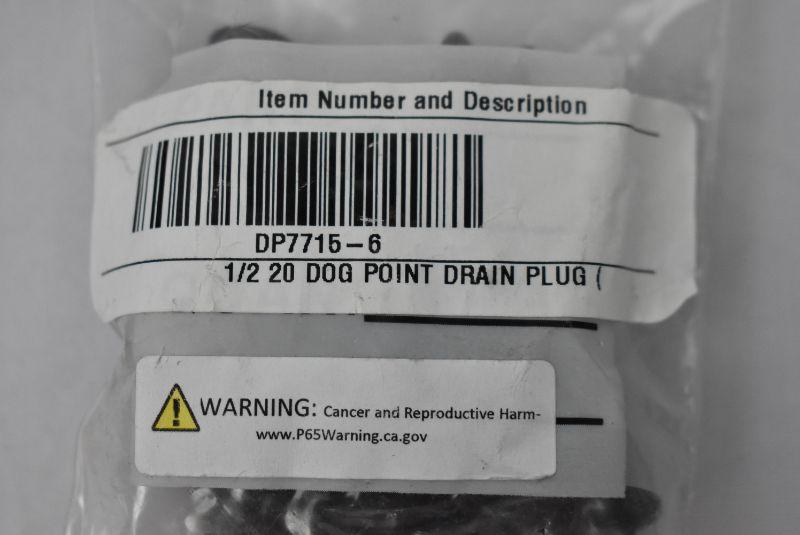 Item Number and Description
DP7715-6
1/2 20 DOG POINT DRAIN PLUG (
WARNING: Cancer and Reproductive Harm-
www.P65Warning.ca.gov